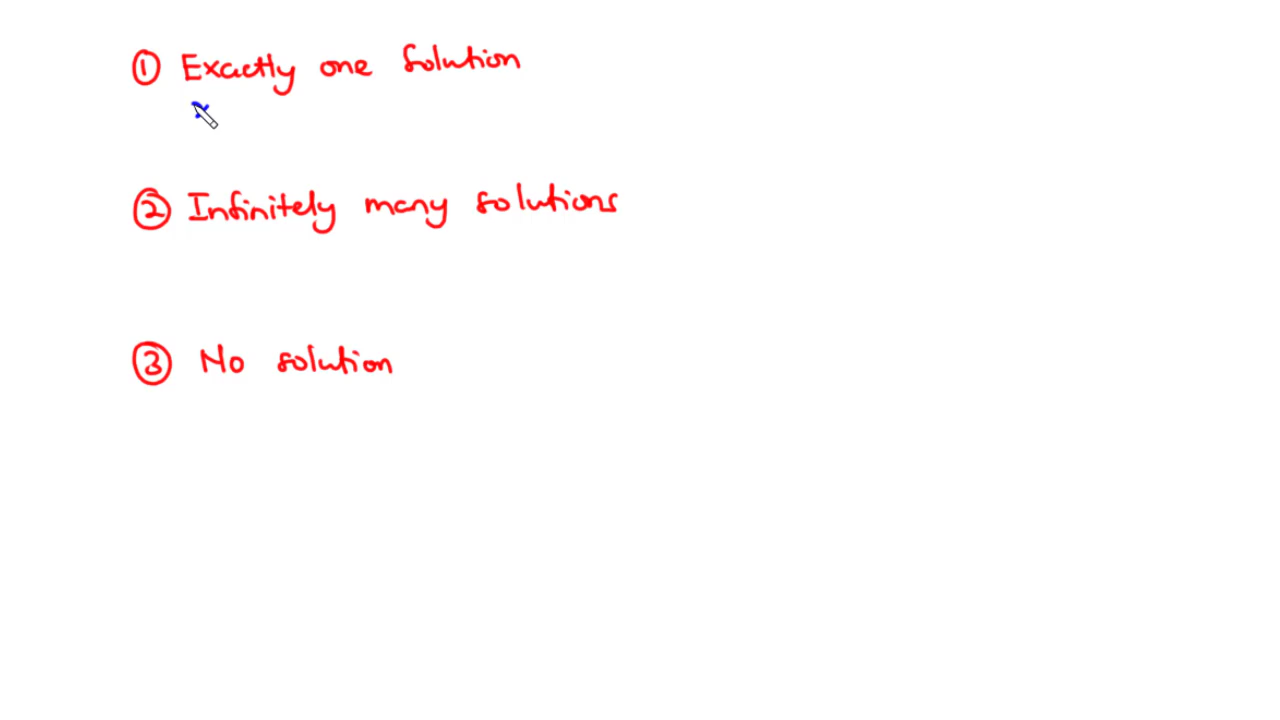 ① Exactly one solution
② Infinitely many solutions
③ No solution